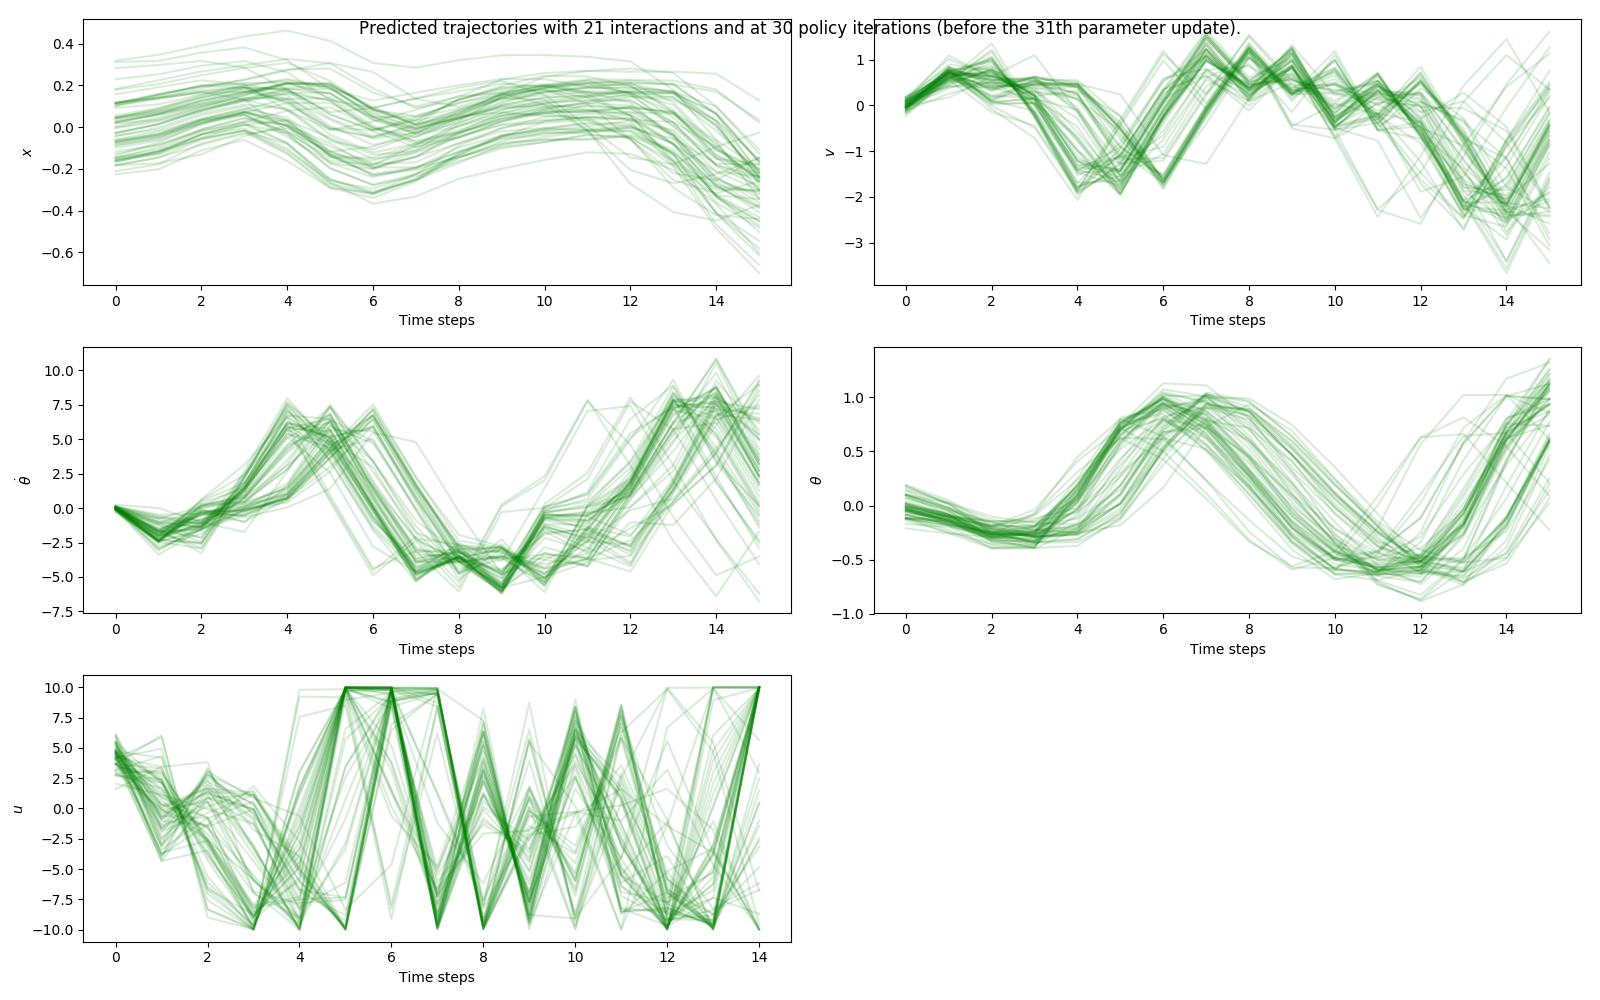 Predicted trajectories with 21 interactions and at 30 policy iterations (before the 31th parameter update).
0.4
0.2
0.0
−0.2
−0.4
−0.6
x
0 2 4 6 8 10 12 14
Time steps
1
0
−1
−2
−3
v
0 2 4 6 8 10 12 14
Time steps
10.0
7.5
5.0
2.5
0.0
−2.5
−5.0
−7.5
θ̇
0 2 4 6 8 10 12 14
Time steps
1.0
0.5
0.0
−0.5
−1.0
θ
0 2 4 6 8 10 12 14
Time steps
10.0
7.5
5.0
2.5
0.0
−2.5
−5.0
−7.5
−10.0
u
0 2 4 6 8 10 12 14
Time steps